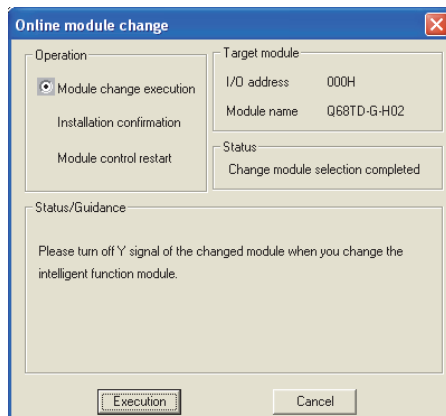 Online module change
Operation
Module change execution
Installation confirmation
Module control restart
Target module
I/O address 000H
Module name Q68TD-G-H02
Status
Change module selection completed
Status/Guidance
Please turn off Y signal of the changed module when you change the
intelligent function module.
Execution Cancel